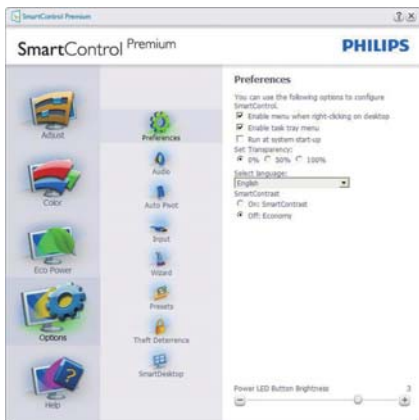 SmartControl Premium
SmartControl Premium
PHILIPS
Adjust
Color
Eco Power
Options
Help
Preferences
Audio
Auto Pivot
Input
Wizard
Presets
Theft Deterrence
SmartDesktop
Preferences
You can use the following options to configure
SmartControl.
Enable menu when right-clicking on desktop
Enable task tray menu
Run at system start-up
Set Transparency:
0% 50% 100%
Select language:
English
SmartContrast
On: SmartContrast
Off: Economy
Power LED Button Brightness 3